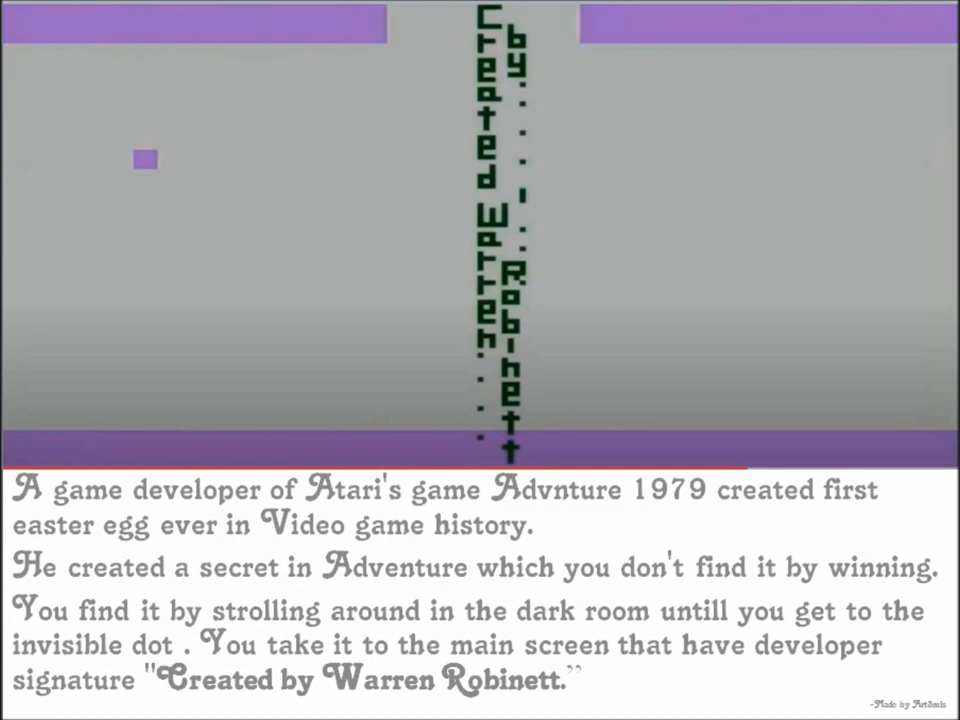 Created by
Warren Robinett
A game developer of Atari's game Advnture 1979 created first
easter egg ever in Video game history.
He created a secret in Adventure which you don't find it by winning.
You find it by strolling around in the dark room untill you get to the
invisible dot . You take it to the main screen that have developer
signature "Created by Warren Robinett.”
-Made by Art3mis